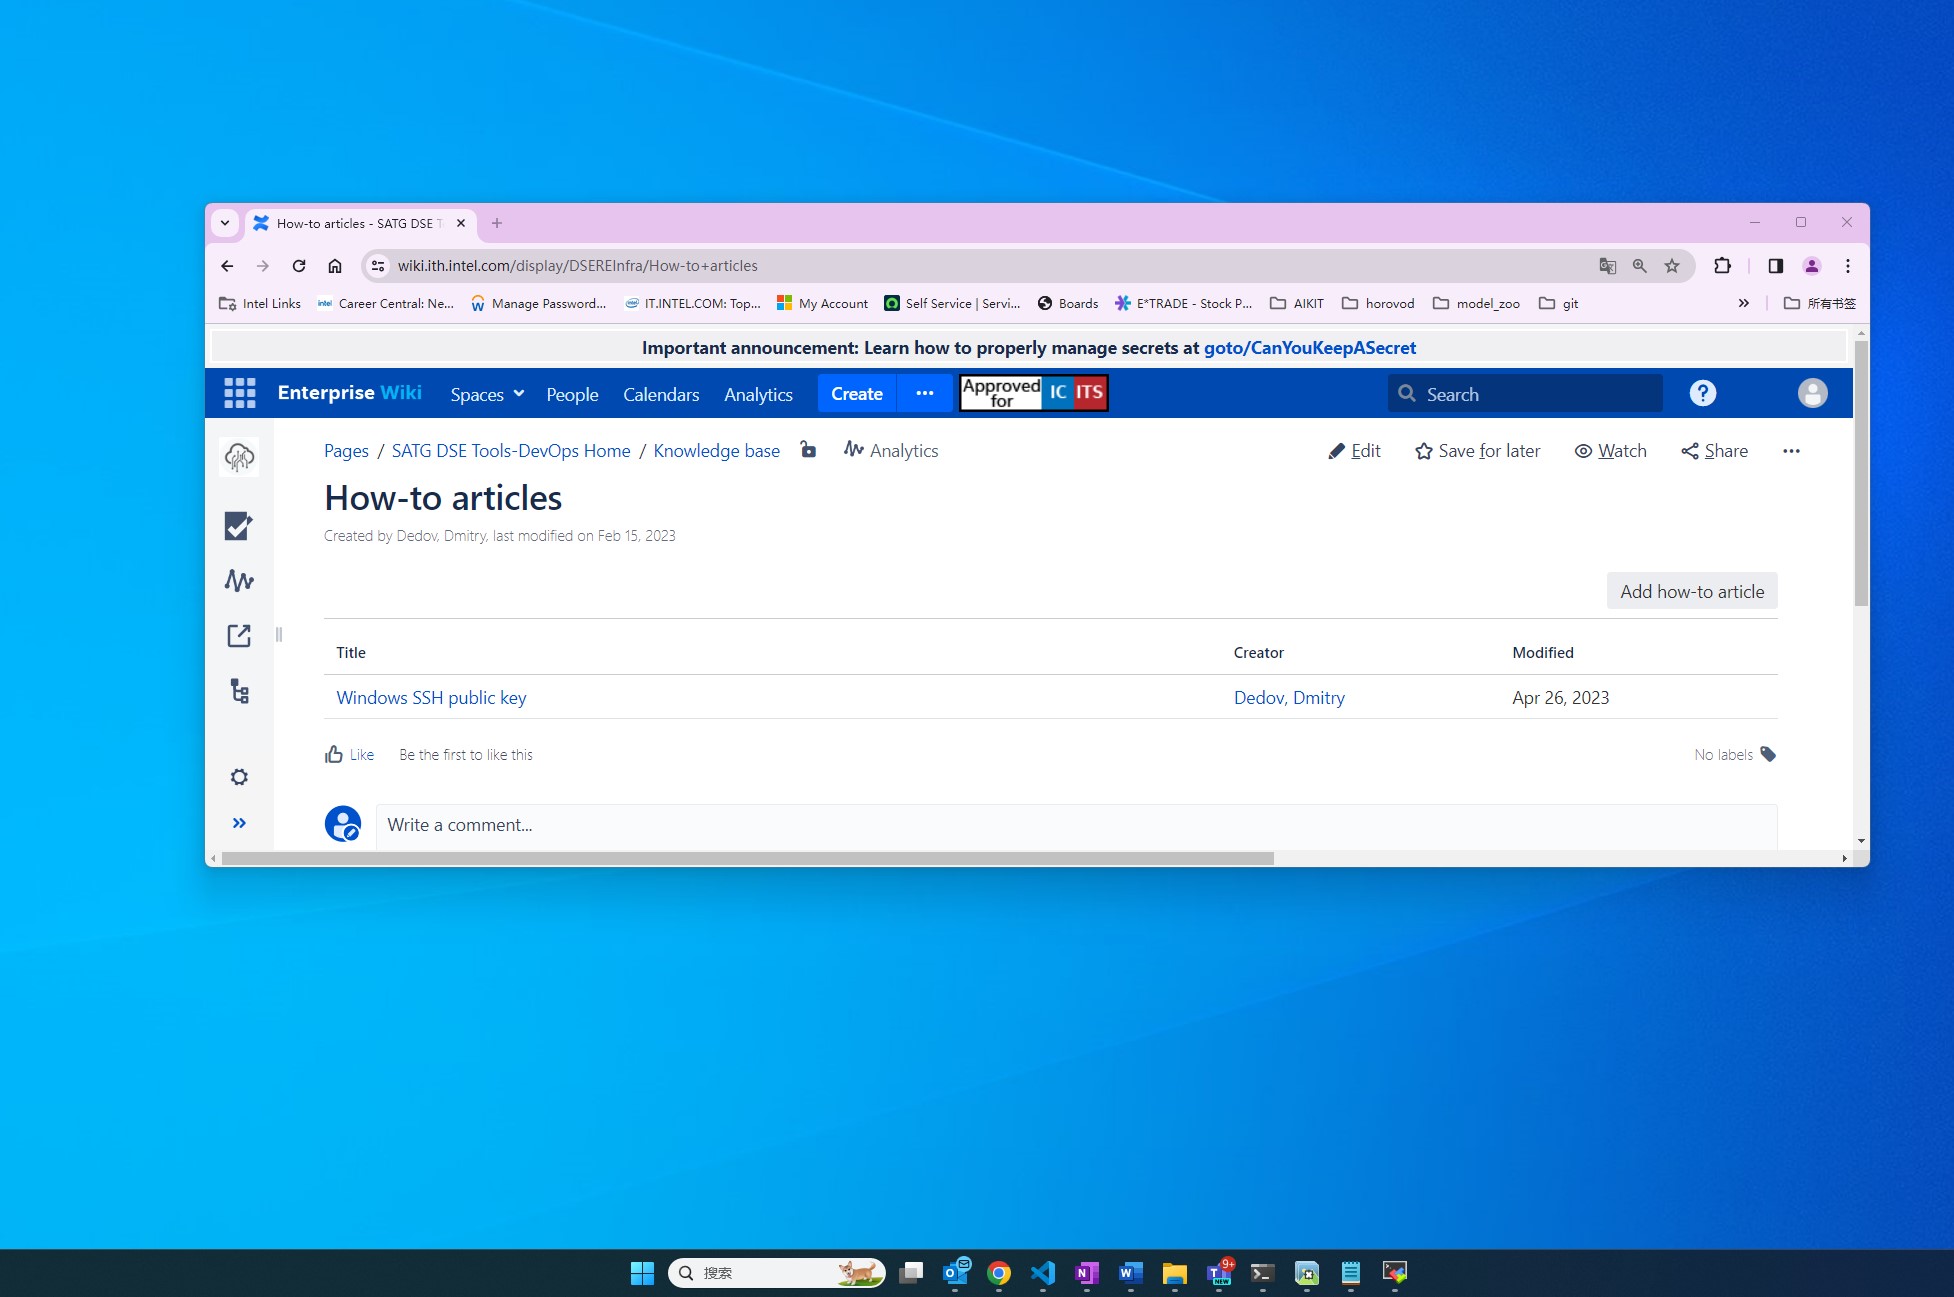 How-to articles - SATG DSE T
wiki.ith.intel.com/display/DSEREInfra/How-to+articles
Intel Links
intel Career Central: Ne...
Manage Password...
IT.INTEL.COM: Top...
My Account
Self Service | Servi...
Boards
E*TRADE - Stock P...
AIKIT
horovod
model_zoo
git
所有书签
Important announcement: Learn how to properly manage secrets at goto/CanYouKeepASecret
Enterprise Wiki
Spaces
People
Calendars
Analytics
Create
Approved for IC ITS
Search
Pages / SATG DSE Tools-DevOps Home / Knowledge base
Analytics
Edit
Save for later
Watch
Share
How-to articles
Created by Dedov, Dmitry, last modified on Feb 15, 2023
Add how-to article
Title Creator Modified
Windows SSH public key Dedov, Dmitry Apr 26, 2023
Like Be the first to like this
No labels
Write a comment...
搜索
9+
NEW